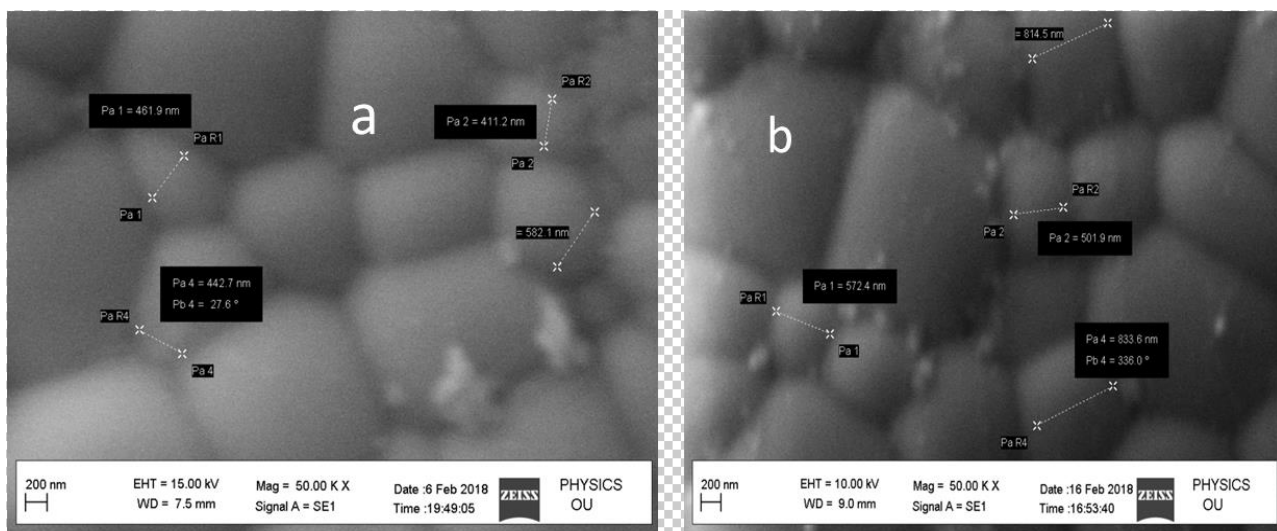 a
Pa 1 = 461.9 nm
Pa R1
Pa 1
Pa R2
Pa 2 = 411.2 nm
Pa 2
= 582.1 nm
Pa 4 = 442.7 nm
Pb 4 = 27.6 °
Pa R4
Pa 4
200 nm
EHT = 15.00 kV
WD = 7.5 mm
Mag = 50.00 K X
Signal A = SE1
Date :6 Feb 2018
Time :19:49:05
ZEISS
PHYSICS
OU
b
= 814.5 nm
Pa R2
Pa 2
Pa 2 = 501.9 nm
Pa 1 = 572.4 nm
Pa R1
Pa 1
Pa 4 = 833.6 nm
Pb 4 = 336.0 °
Pa R4
200 nm
EHT = 10.00 kV
WD = 9.0 mm
Mag = 50.00 K X
Signal A = SE1
Date :16 Feb 2018
Time :16:53:40
ZEISS
PHYSICS
OU